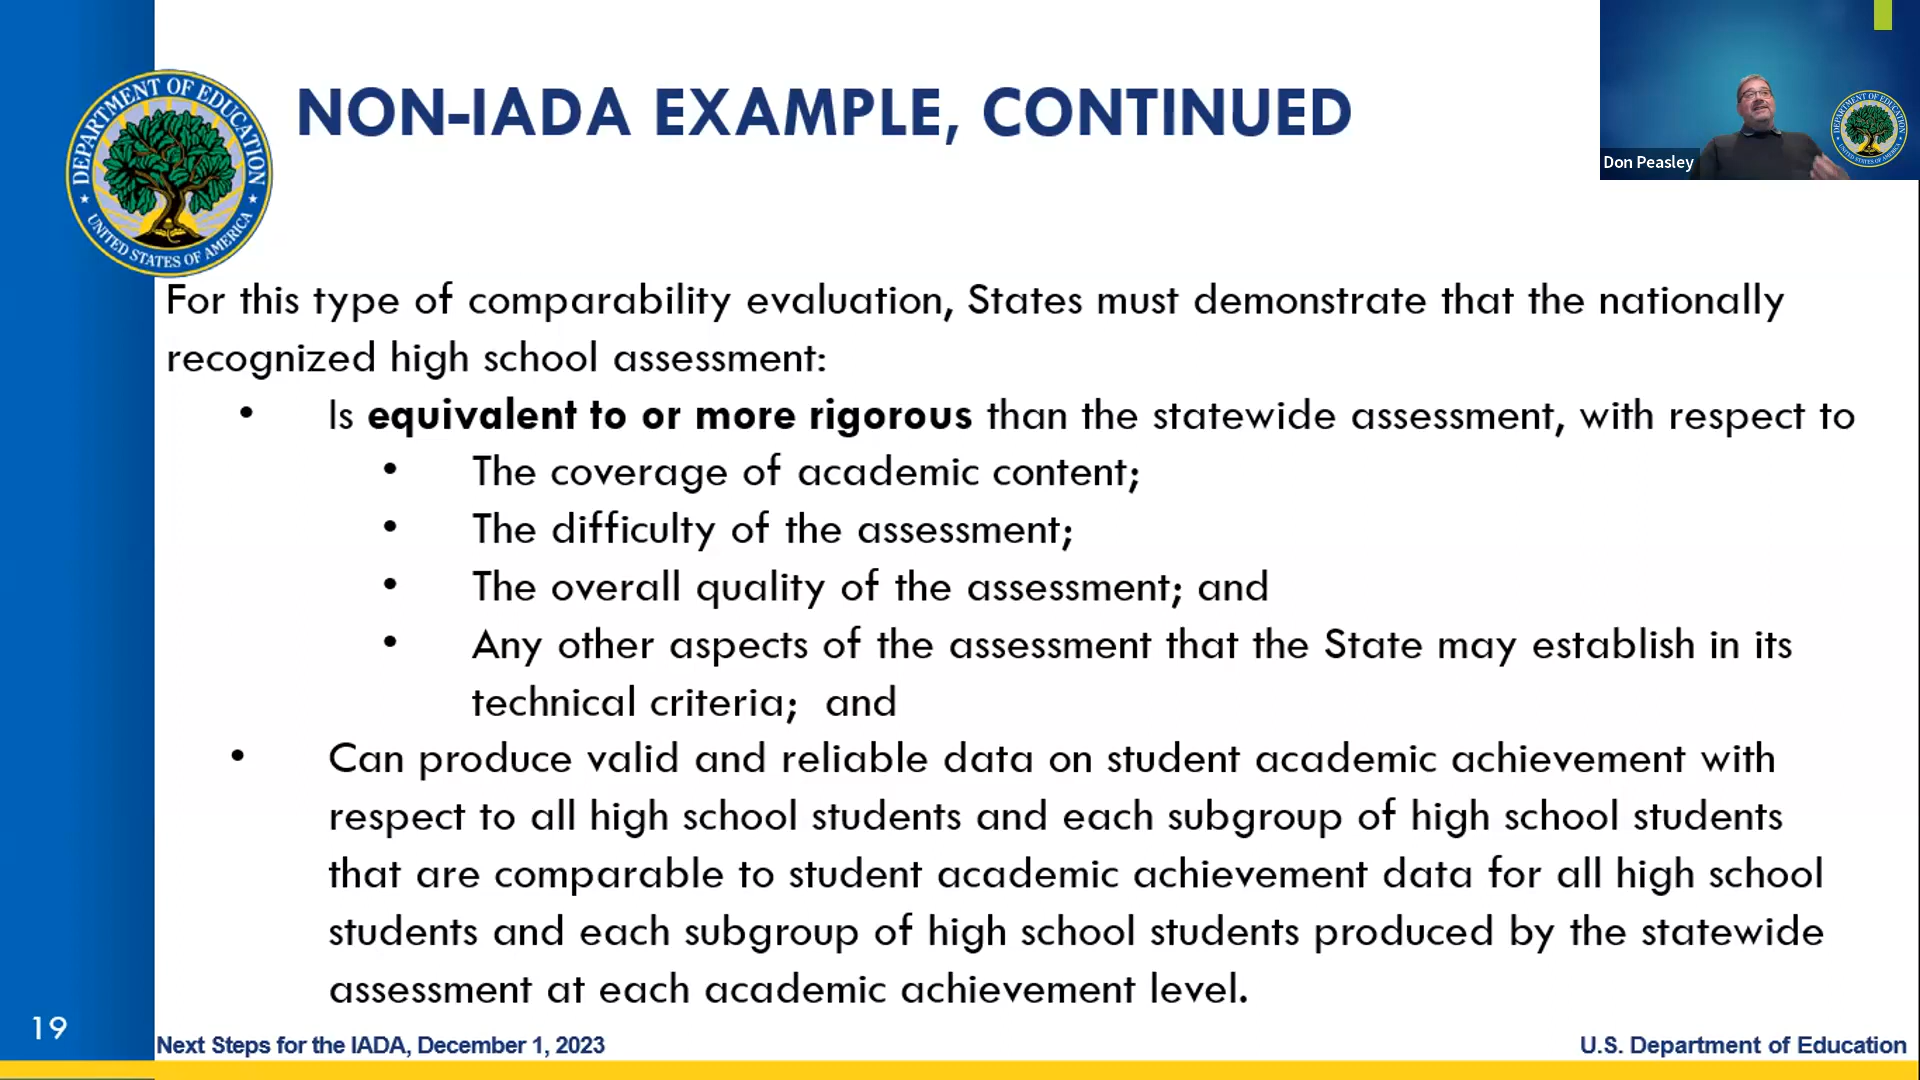 DEPARTMENT OF EDUCATION
UNITED STATES OF AMERICA
NON-IADA EXAMPLE, CONTINUED
DEPARTMENT OF EDUCATION
UNITED STATES OF AMERICA
Don Peasley
For this type of comparability evaluation, States must demonstrate that the nationally
recognized high school assessment:
• Is equivalent to or more rigorous than the statewide assessment, with respect to
• The coverage of academic content;
• The difficulty of the assessment;
• The overall quality of the assessment; and
• Any other aspects of the assessment that the State may establish in its
technical criteria; and
• Can produce valid and reliable data on student academic achievement with
respect to all high school students and each subgroup of high school students
that are comparable to student academic achievement data for all high school
students and each subgroup of high school students produced by the statewide
assessment at each academic achievement level.
19
Next Steps for the IADA, December 1, 2023
U.S. Department of Education